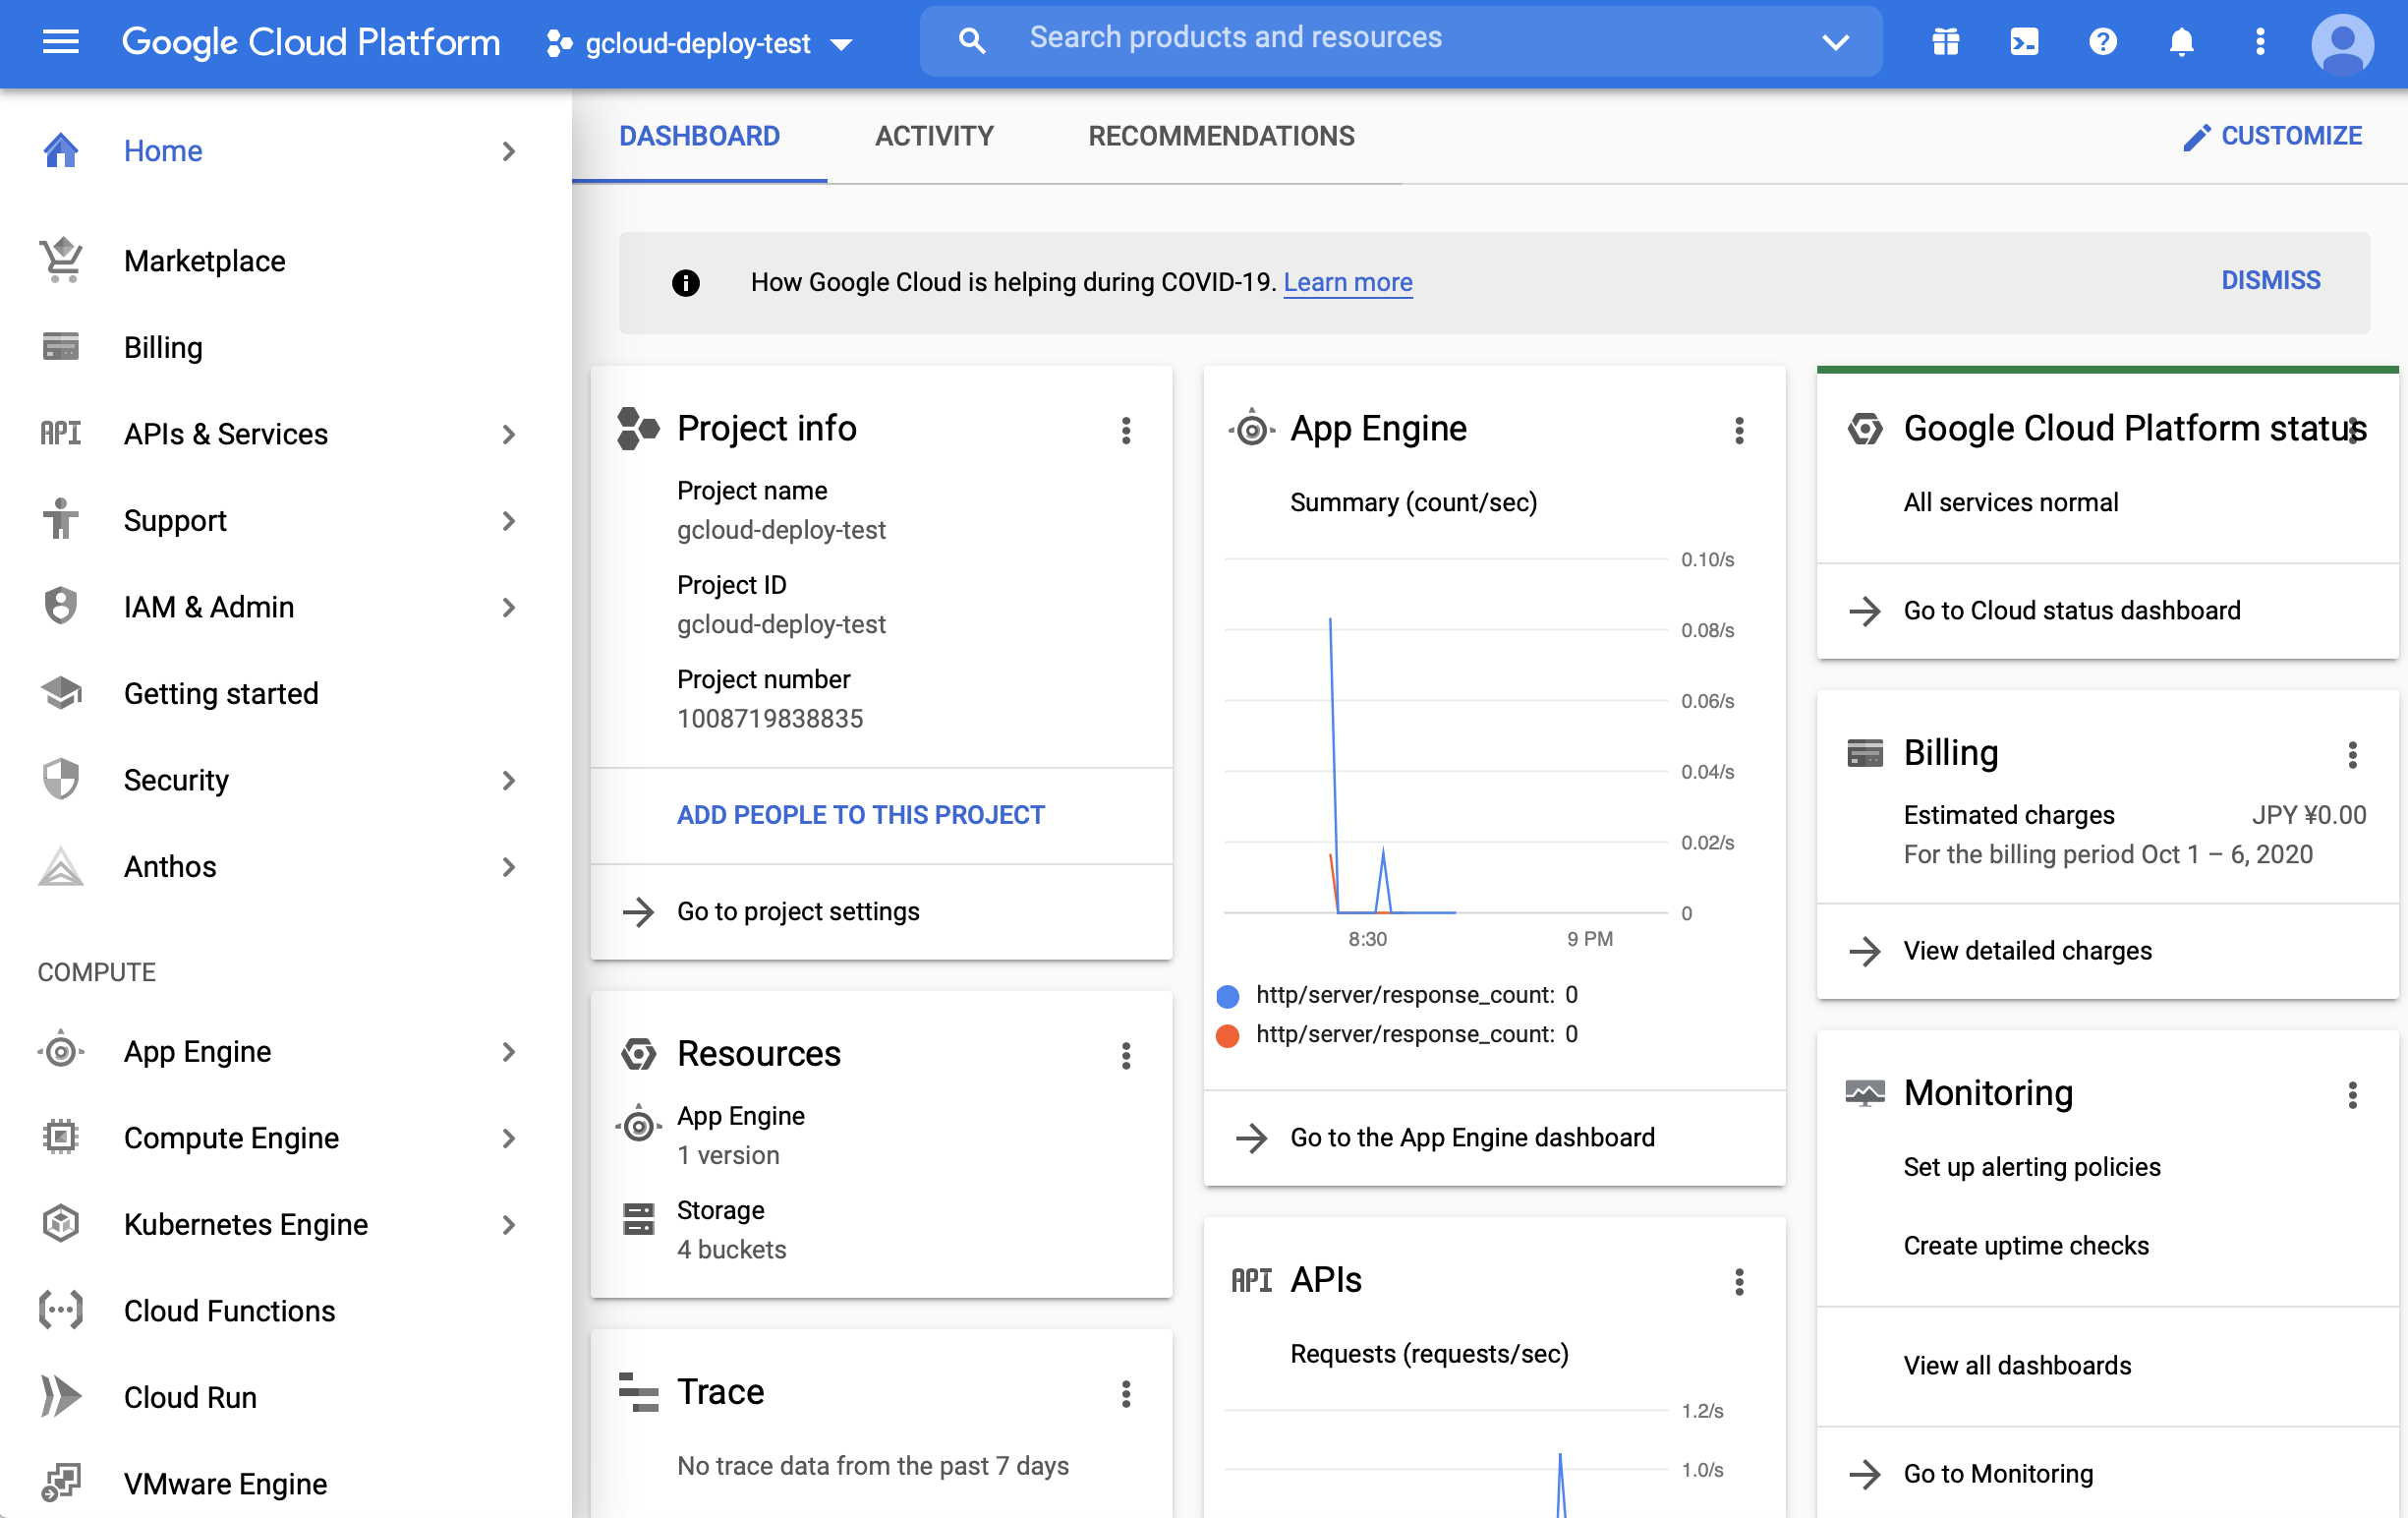 Google Cloud Platform
gcloud-deploy-test
Search products and resources
Home
Marketplace
Billing
API
APIs & Services
Support
IAM & Admin
Getting started
Security
Anthos
COMPUTE
App Engine
Compute Engine
Kubernetes Engine
Cloud Functions
Cloud Run
VMware Engine
DASHBOARD
ACTIVITY
RECOMMENDATIONS
CUSTOMIZE
How Google Cloud is helping during COVID-19. Learn more
DISMISS
Project info
Project name
gcloud-deploy-test
Project ID
gcloud-deploy-test
Project number
1008719838835
ADD PEOPLE TO THIS PROJECT
Go to project settings
Resources
App Engine
1 version
Storage
4 buckets
Trace
No trace data from the past 7 days
App Engine
Summary (count/sec)
0.10/s
0.08/s
0.06/s
0.04/s
0.02/s
0
8:30
9 PM
http/server/response_count: 0
http/server/response_count: 0
Go to the App Engine dashboard
API
APIs
Requests (requests/sec)
1.2/s
1.0/s
Google Cloud Platform status
All services normal
Go to Cloud status dashboard
Billing
Estimated charges JPY ¥0.00
For the billing period Oct 1 – 6, 2020
View detailed charges
Monitoring
Set up alerting policies
Create uptime checks
View all dashboards
Go to Monitoring